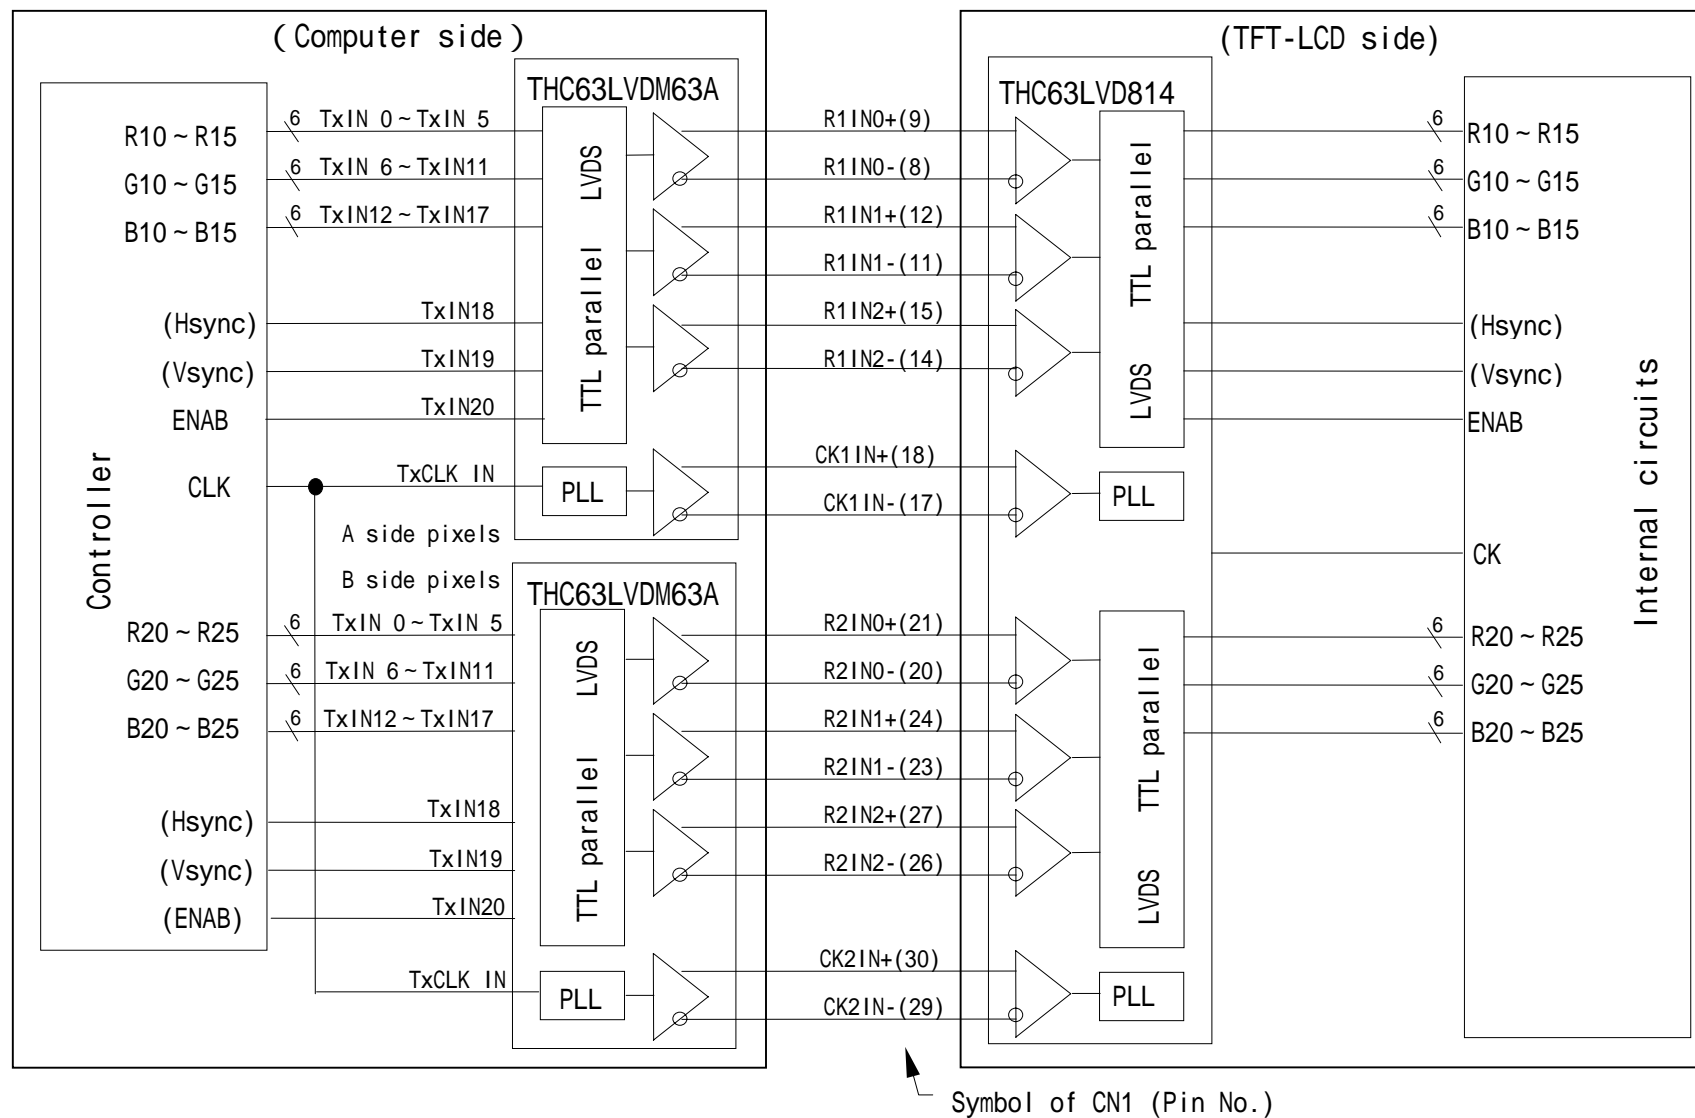 (Computer side)
(TFT-LCD side)
THC63LVDM63A
THC63LVD814
R10~R15
6
TxIN 0~TxIN 5
R1IN0+(9)
6
R10~R15
G10~G15
6
TxIN 6~TxIN11
R1IN0-(8)
6
G10~G15
B10~B15
6
TxIN12~TxIN17
R1IN1+(12)
6
B10~B15
R1IN1-(11)
(Hsync)
TxIN18
R1IN2+(15)
(Hsync)
(Vsync)
TxIN19
R1IN2-(14)
(Vsync)
ENAB
TxIN20
ENAB
TTL parallel LVDS
LVDS TTL parallel
CLK
TxCLK IN
PLL
CK1IN+(18)
CK1IN-(17)
PLL
Controller
Internal circuits
A side pixels
CK
B side pixels
THC63LVDM63A
R20~R25
6
TxIN 0~TxIN 5
R2IN0+(21)
6
R20~R25
G20~G25
6
TxIN 6~TxIN11
R2IN0-(20)
6
G20~G25
B20~B25
6
TxIN12~TxIN17
R2IN1+(24)
6
B20~B25
R2IN1-(23)
(Hsync)
TxIN18
R2IN2+(27)
(Vsync)
TxIN19
R2IN2-(26)
(ENAB)
TxIN20
TTL parallel LVDS
LVDS TTL parallel
TxCLK IN
PLL
CK2IN+(30)
CK2IN-(29)
PLL
Symbol of CN1 (Pin No.)